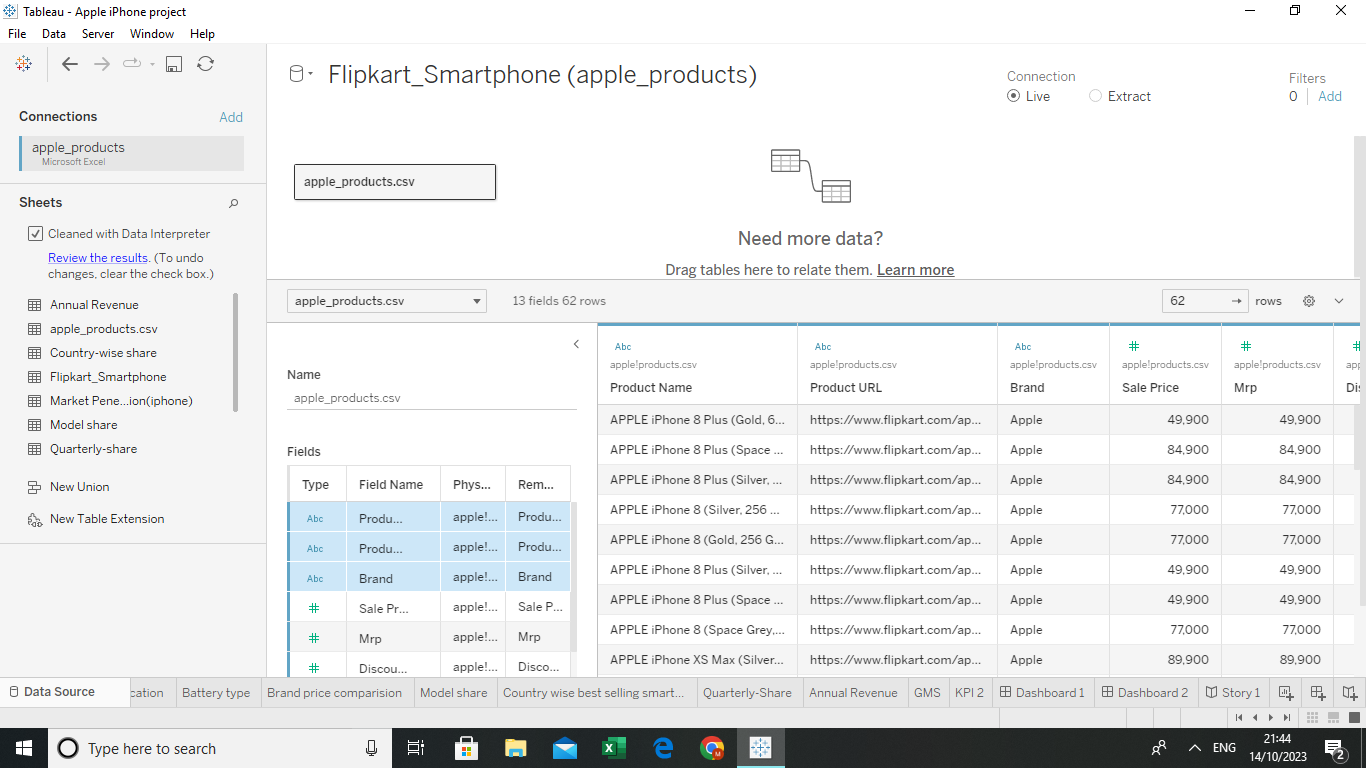 Tableau - Apple iPhone project
File Data Server Window Help
Connections Add
apple_products
Microsoft Excel
Sheets
Cleaned with Data Interpreter
Review the results. (To undo
changes, clear the check box.)
Annual Revenue
apple_products.csv
Country-wise share
Flipkart_Smartphone
Market Pene...ion(iphone)
Model share
Quarterly-share
New Union
New Table Extension
Flipkart_Smartphone (apple_products)
Connection
Live Extract
Filters
0 Add
apple_products.csv
Need more data?
Drag tables here to relate them. Learn more
apple_products.csv 13 fields 62 rows 62 rows
Name
apple_products.csv
Fields
Type Field Name Phys... Rem...
Abc Produ... apple!... Produ...
Abc Produ... apple!... Produ...
Abc Brand apple!... Brand
# Sale Pr... apple!... Sale P...
# Mrp apple!... Mrp
# Discou... apple!... Disco...
Abc Abc Abc # # #
apple!products.csv apple!products.csv apple!products.csv apple!products.csv apple!products.csv app
Product Name Product URL Brand Sale Price Mrp Dis
APPLE iPhone 8 Plus (Gold, 6... https://www.flipkart.com/ap... Apple 49,900 49,900
APPLE iPhone 8 Plus (Space ... https://www.flipkart.com/ap... Apple 84,900 84,900
APPLE iPhone 8 Plus (Silver, ... https://www.flipkart.com/ap... Apple 84,900 84,900
APPLE iPhone 8 (Silver, 256 ... https://www.flipkart.com/ap... Apple 77,000 77,000
APPLE iPhone 8 (Gold, 256 G... https://www.flipkart.com/ap... Apple 77,000 77,000
APPLE iPhone 8 Plus (Silver, ... https://www.flipkart.com/ap... Apple 49,900 49,900
APPLE iPhone 8 Plus (Space ... https://www.flipkart.com/ap... Apple 49,900 49,900
APPLE iPhone 8 (Space Grey,... https://www.flipkart.com/ap... Apple 77,000 77,000
APPLE iPhone XS Max (Silver... https://www.flipkart.com/ap... Apple 89,900 89,900
Data Source cation Battery type Brand price comparision Model share Country wise best selling smart... Quarterly-Share Annual Revenue GMS KPI 2 Dashboard 1 Dashboard 2 Story 1
Type here to search
ENG
21:44
14/10/2023
2